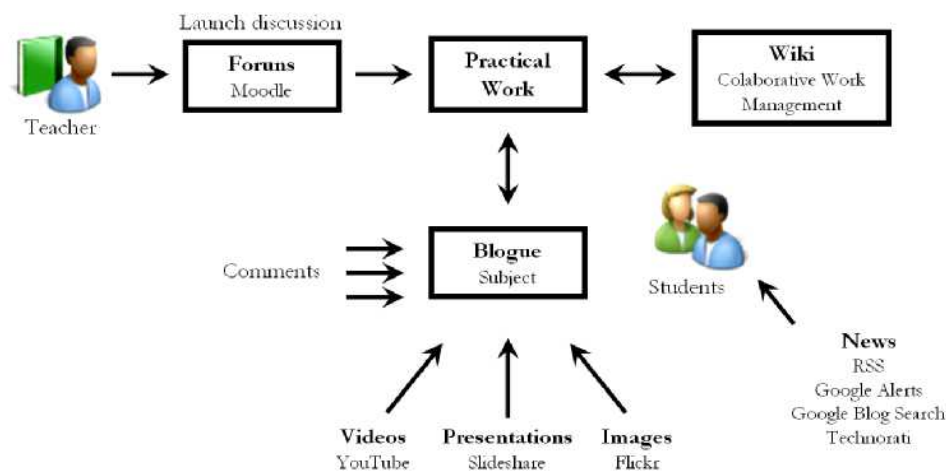 Launch discussion
Teacher
Foruns
Moodle
Practical
Work
Wiki
Colaborative Work
Management
Comments
Blogue
Subject
Students
News
RSS
Google Alerts
Google Blog Search
Technorati
Videos
YouTube
Presentations
Slideshare
Images
Flickr